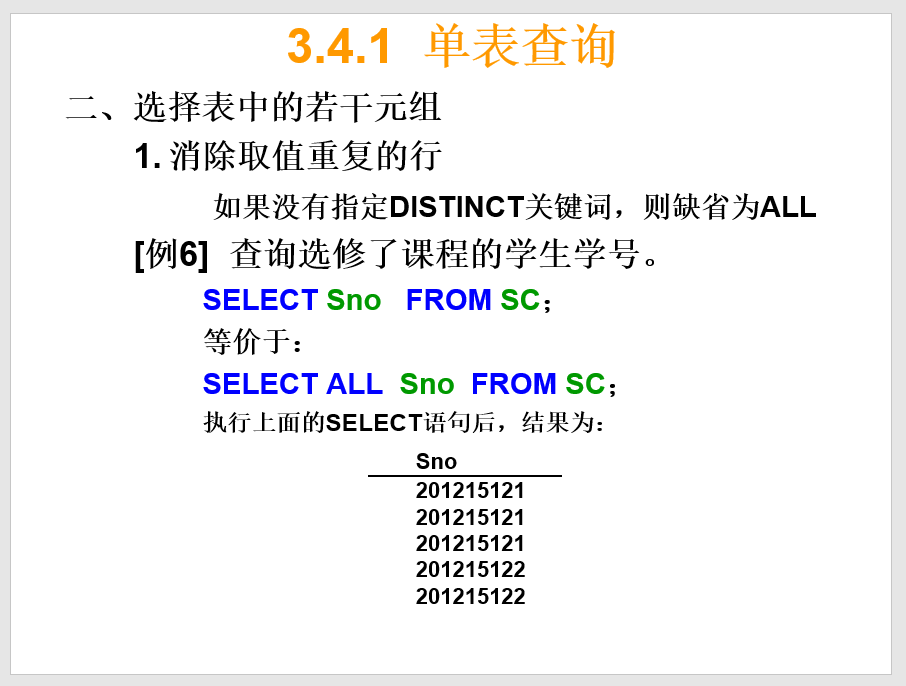 3.4.1 单表查询
二、选择表中的若干元组
1. 消除取值重复的行
如果没有指定DISTINCT关键词，则缺省为ALL
[例6] 查询选修了课程的学生学号。
SELECT Sno FROM SC；
等价于：
SELECT ALL Sno FROM SC；
执行上面的SELECT语句后，结果为：
Sno
201215121
201215121
201215121
201215122
201215122